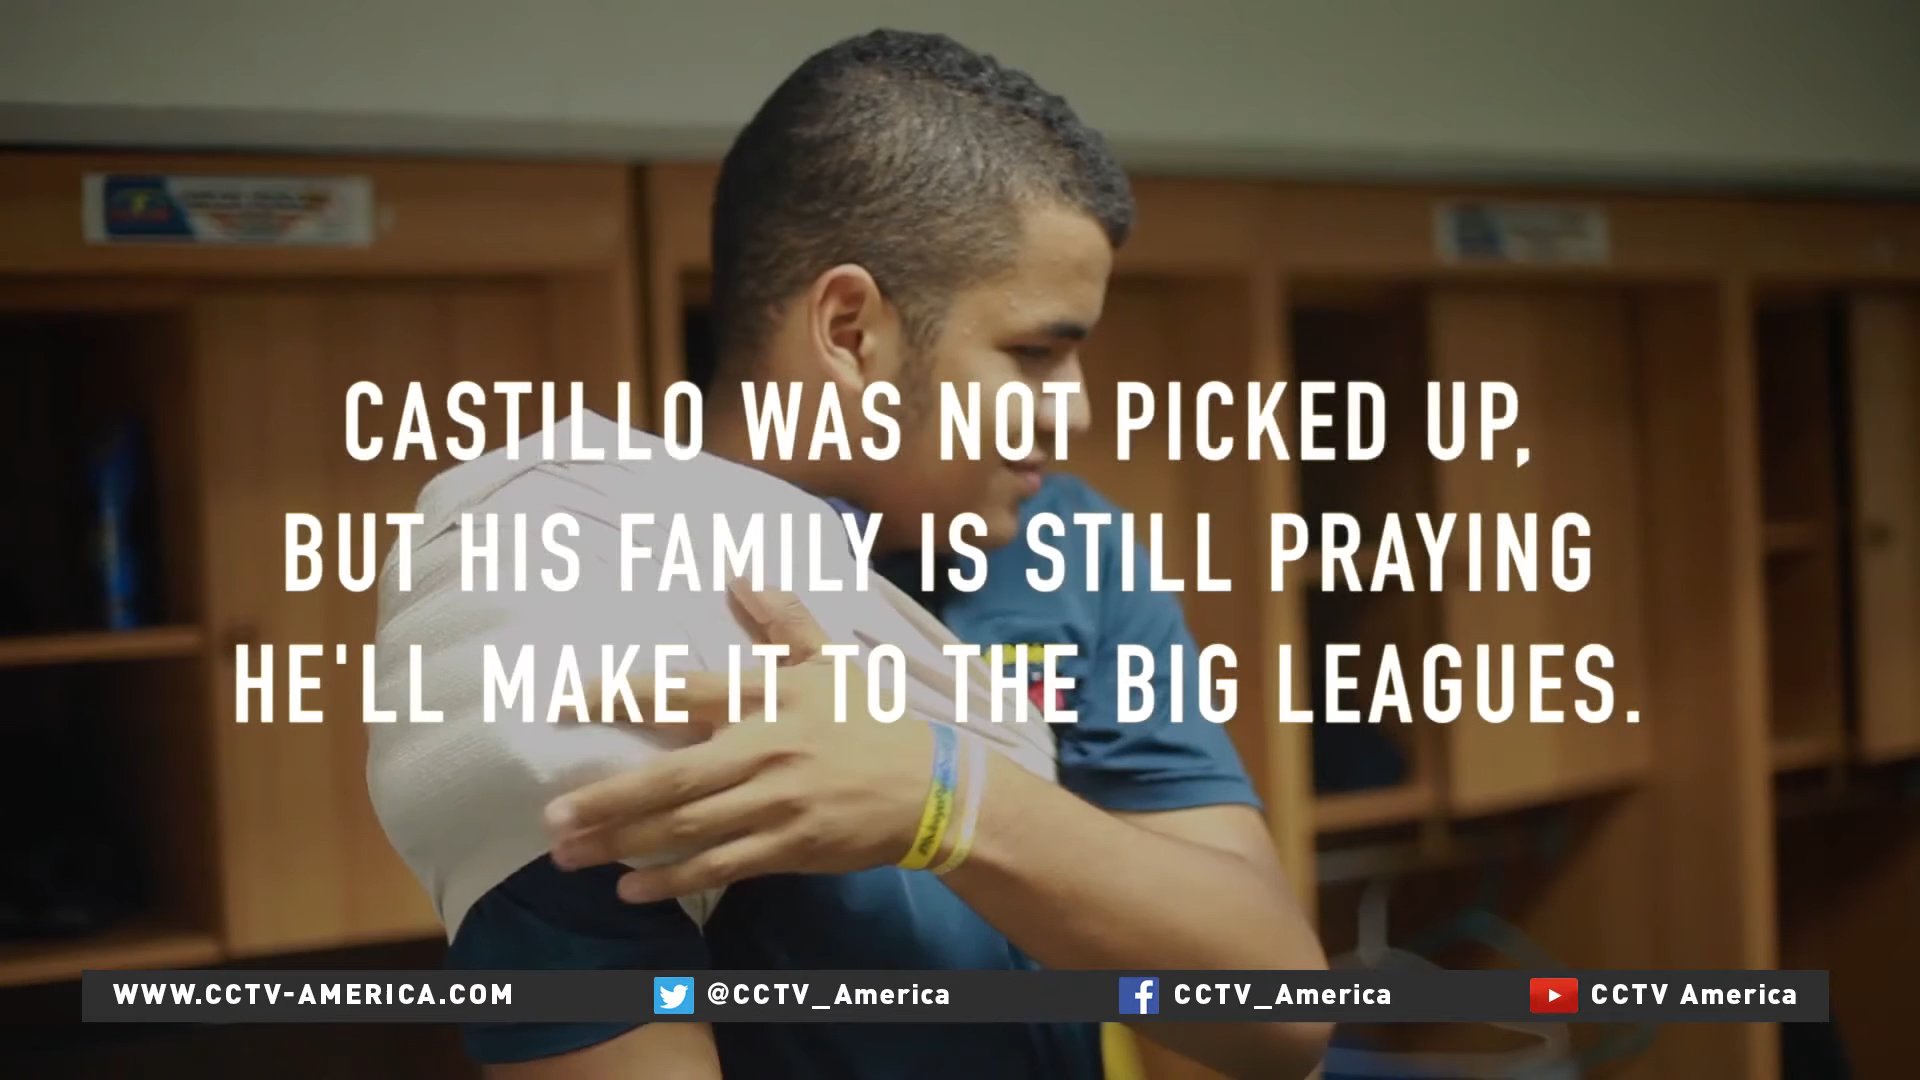 CASTILLO WAS NOT PICKED UP,
BUT HIS FAMILY IS STILL PRAYING
HE'LL MAKE IT TO THE BIG LEAGUES.
WWW.CCTV-AMERICA.COM @CCTV_America CCTV_America CCTV America